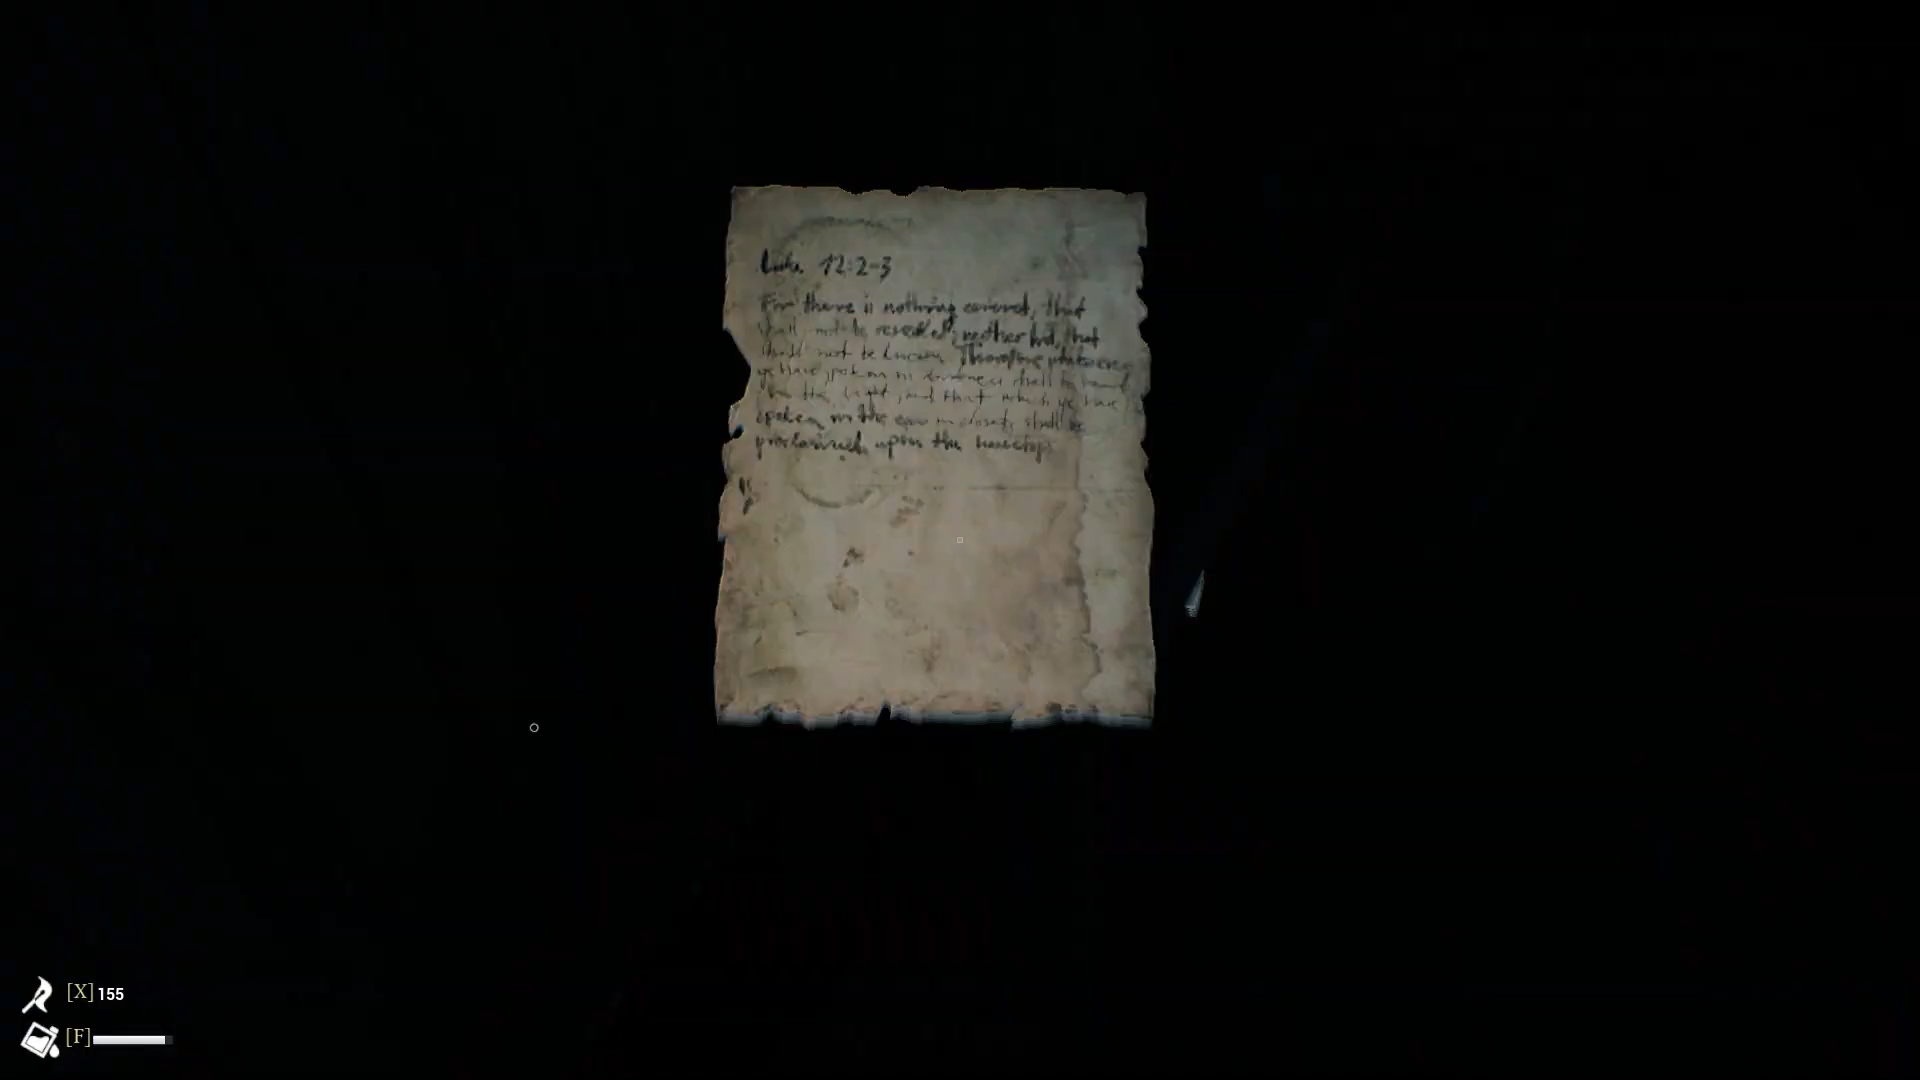 Luke 12:2-3
For there is nothing covered, that
shall not be revealed; neither hid, that
shall not be known. Therefore whatsoever
ye have spoken in darkness shall be heard
in the light, and that which ye have
spoken in the ear in closets shall be
proclaimed upon the housetops
[X] 155
[F]